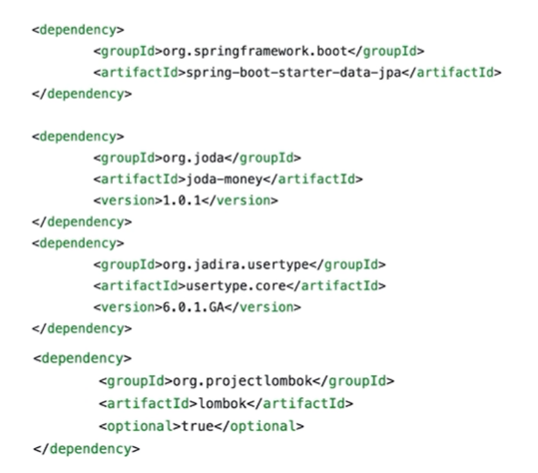 <dependency>
<groupId>org.springframework.boot</groupId>
<artifactId>spring-boot-starter-data-jpa</artifactId>
</dependency>
<dependency>
<groupId>org.joda</groupId>
<artifactId>joda-money</artifactId>
<version>1.0.1</version>
</dependency>
<dependency>
<groupId>org.jadira.usertype</groupId>
<artifactId>usertype.core</artifactId>
<version>6.0.1.GA</version>
</dependency>
<dependency>
<groupId>org.projectlombok</groupId>
<artifactId>lombok</artifactId>
<optional>true</optional>
</dependency>